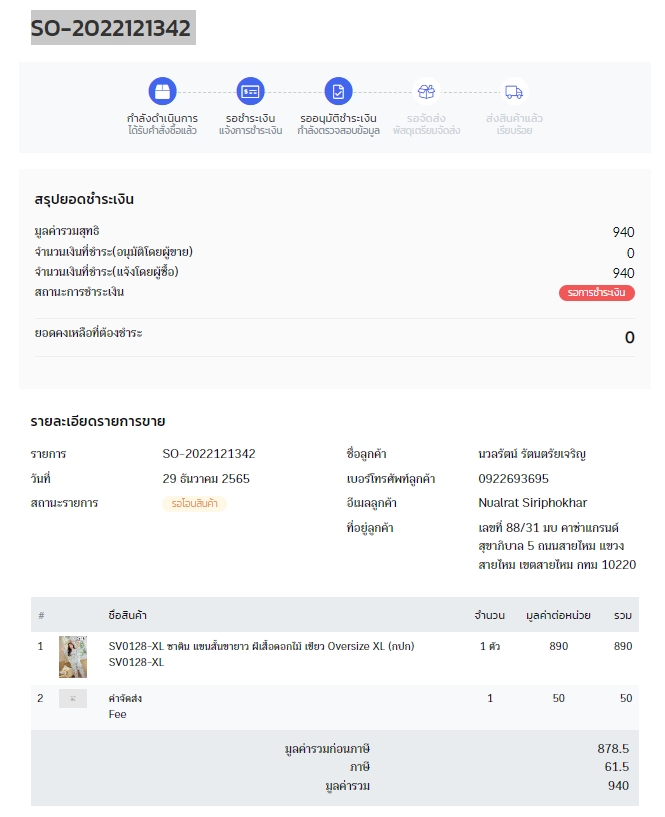 SO-2022121342
กำลังดำเนินการ
ได้รับคำสั่งซื้อแล้ว
รอชำระเงิน
แจ้งการชำระเงิน
รออนุมัติชำระเงิน
กำลังตรวจสอบข้อมูล
รอจัดส่ง
พัสดุเตรียมจัดส่ง
ส่งสินค้าแล้ว
เรียบร้อย
สรุปยอดชำระเงิน
มูลค่ารวมสุทธิ 940
จำนวนเงินที่ชำระ(อนุมัติโดยผู้ขาย) 0
จำนวนเงินที่ชำระ(แจ้งโดยผู้ซื้อ) 940
สถานะการชำระเงิน รอการชำระเงิน
ยอดคงเหลือที่ต้องชำระ 0
รายละเอียดรายการขาย
รายการ SO-2022121342 ชื่อลูกค้า นวลรัตน์ รัตนตรัยเจริญ
วันที่ 29 ธันวาคม 2565 เบอร์โทรศัพท์ลูกค้า 0922693695
สถานะรายการ รอโอนสินค้า อีเมลลูกค้า Nualrat Siriphokhar
ที่อยู่ลูกค้า เลขที่ 88/31 มบ คาซ่าแกรนด์
สุขาภิบาล 5 ถนนสายไหม แขวง
สายไหม เขตสายไหม กทม 10220
# ชื่อสินค้า จำนวน มูลค่าต่อหน่วย รวม
1 SV0128-XL ซาติน แขนสั้นขายาว ผีเสื้อดอกไม้ เขียว Oversize XL (กปก) 1 ตัว 890 890
SV0128-XL
2 ค่าจัดส่ง 1 50 50
Fee
มูลค่ารวมก่อนภาษี 878.5
ภาษี 61.5
มูลค่ารวม 940